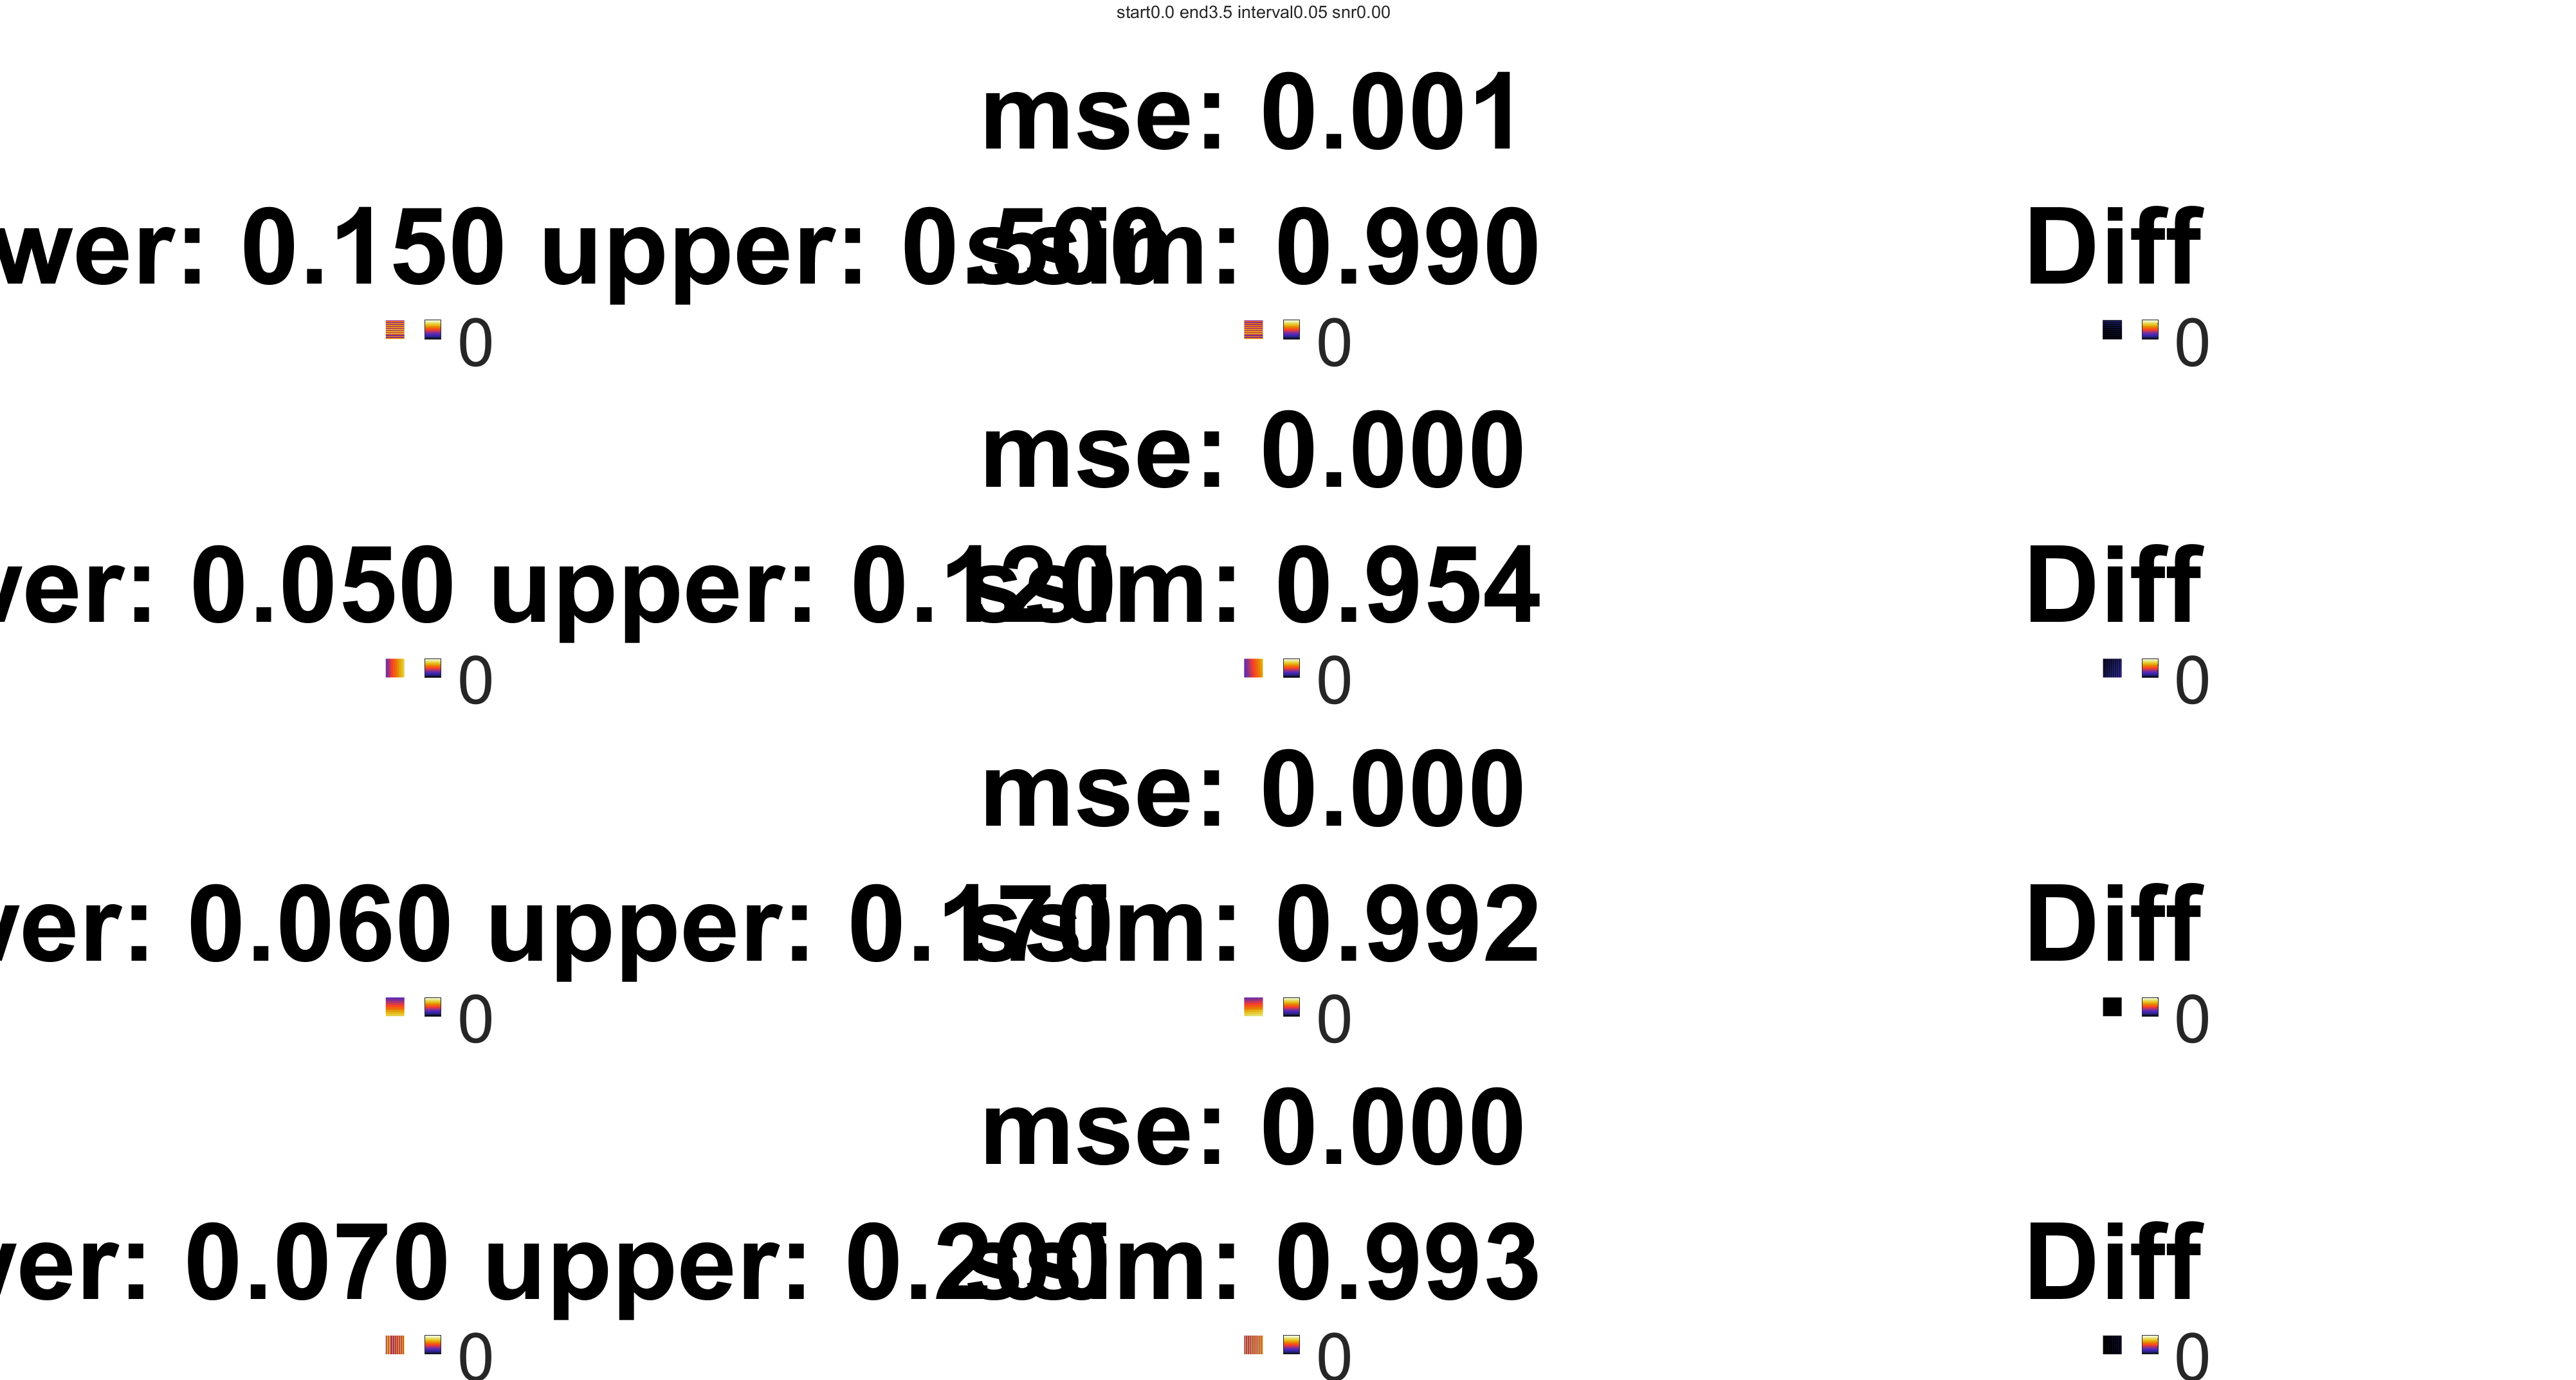 start0.0 end3.5 interval0.05 snr0.00
mse: 0.001
wer: 0.150 upper: 0.500 ssim: 0.990 Diff
0 0 0
mse: 0.000
ver: 0.050 upper: 0.120 ssim: 0.954 Diff
0 0 0
mse: 0.000
ver: 0.060 upper: 0.170 ssim: 0.992 Diff
0 0 0
mse: 0.000
ver: 0.070 upper: 0.200 ssim: 0.993 Diff
0 0 0